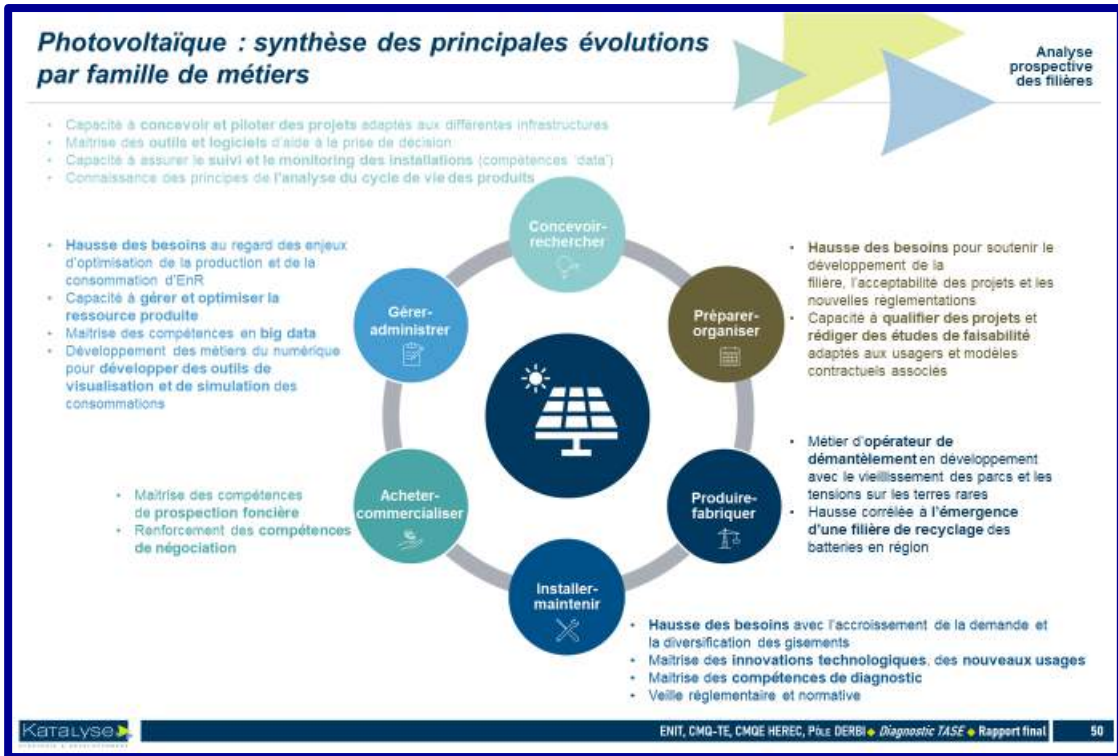 Photovoltaïque : synthèse des principales évolutions
par famille de métiers
Analyse
prospective
des filières
• Capacité à concevoir et piloter des projets adaptés aux différentes infrastructures
• Maîtrise des outils et logiciels d'aide à la prise de décision
• Capacité à assurer le suivi et le monitoring des installations (compétences 'data')
• Connaissance des principes de l'analyse du cycle de vie des produits
Concevoir-
rechercher
• Hausse des besoins au regard des enjeux
d'optimisation de la production et de la
consommation d'EnR
• Capacité à gérer et optimiser la
ressource produite
• Maîtrise des compétences en big data
• Développement des métiers du numérique
pour développer des outils de
visualisation et de simulation des
consommations
Gérer-
administrer
Préparer-
organiser
• Hausse des besoins pour soutenir le
développement de la
filière, l'acceptabilité des projets et les
nouvelles réglementations
• Capacité à qualifier des projets et
rédiger des études de faisabilité
adaptés aux usagers et modèles
contractuels associés
• Maîtrise des compétences
de prospection foncière
• Renforcement des compétences
de négociation
Acheter-
commercialiser
Produire-
fabriquer
• Métier d'opérateur de
démantèlement en développement
avec le vieillissement des parcs et les
tensions sur les terres rares
• Hausse corrélée à l'émergence
d'une filière de recyclage des
batteries en région
Installer-
maintenir
• Hausse des besoins avec l'accroissement de la demande et
la diversification des gisements
• Maîtrise des innovations technologiques, des nouveaux usages
• Maîtrise des compétences de diagnostic
• Veille réglementaire et normative
KATALYSE
ENIT, CMQ-TE, CMQE HEREC, PÔLE DERBI ◆ Diagnostic TASE ◆ Rapport final 50